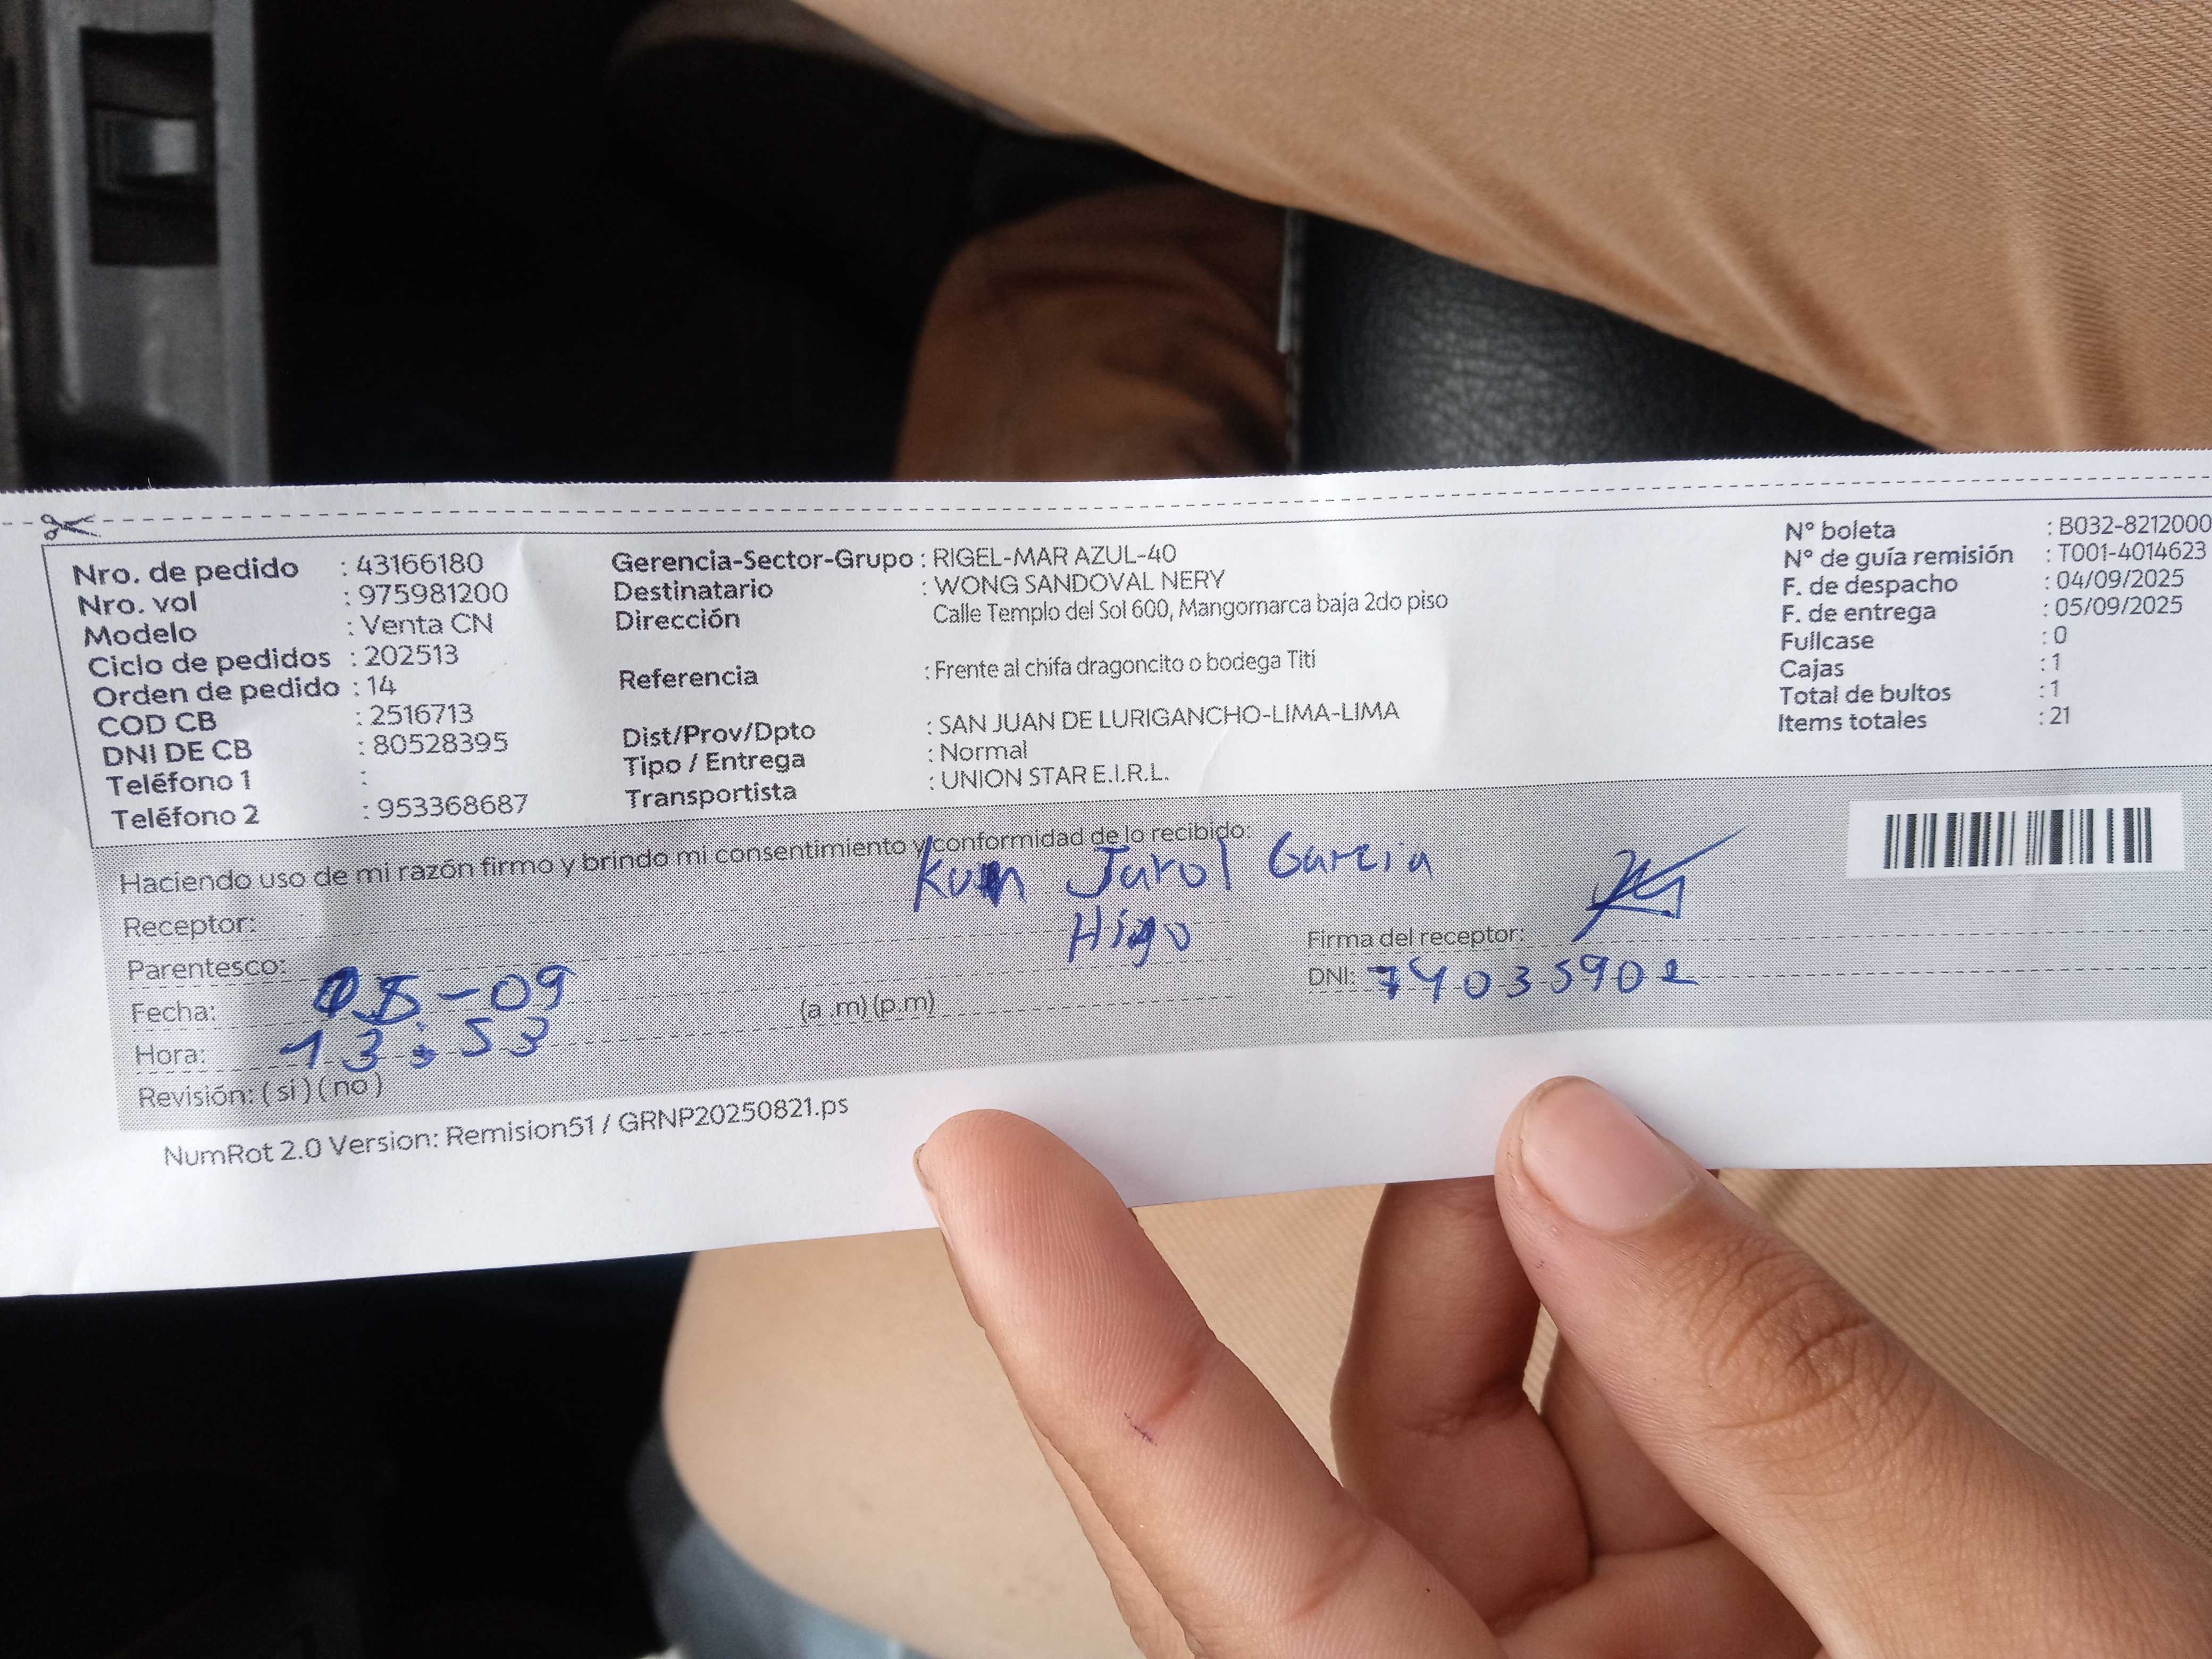 Nro. de pedido : 43166180
Nro. vol : 975981200
Modelo : Venta CN
Ciclo de pedidos : 202513
Orden de pedido : 14
COD CB : 2516713
DNI DE CB : 80528395
Teléfono 1 :
Teléfono 2 : 953368687
Gerencia-Sector-Grupo : RIGEL-MAR AZUL-40
Destinatario : WONG SANDOVAL NERY
Dirección Calle Templo del Sol 600, Mangomarca baja 2do piso
Referencia : Frente al chifa dragoncito o bodega Titi
Dist/Prov/Dpto : SAN JUAN DE LURIGANCHO-LIMA-LIMA
Tipo / Entrega : Normal
Transportista : UNION STAR E.I.R.L.
N° boleta : B032-8212000
N° de guía remisión : T001-4014623
F. de despacho : 04/09/2025
F. de entrega : 05/09/2025
Fullcase : 0
Cajas : 1
Total de bultos : 1
Items totales : 21
Haciendo uso de mi razón firmo y brindo mi consentimiento y conformidad de lo recibido:
Receptor: Jarol Garcia
Parentesco: Hijo
Firma del receptor:
Fecha: 05-09
DNI: 74035902
Hora: 13:53 (a .m) (p.m)
Revisión: ( si ) ( no )
NumRot 2.0 Version: Remision51 / GRNP20250821.ps